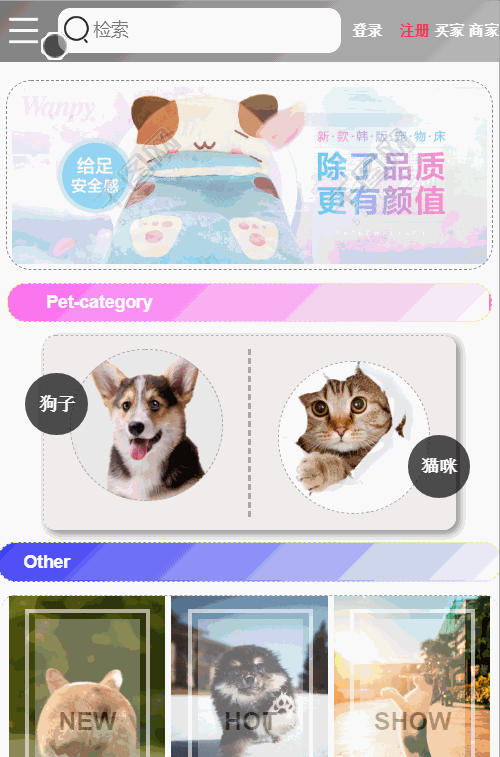 检索
登录 注册 买家 商家
Wanpy
给足
安全感
新·款·韩·版·宠·物·床
除了品质
更有颜值
Pet-category
狗子
猫咪
Other
NEW HOT SHOW